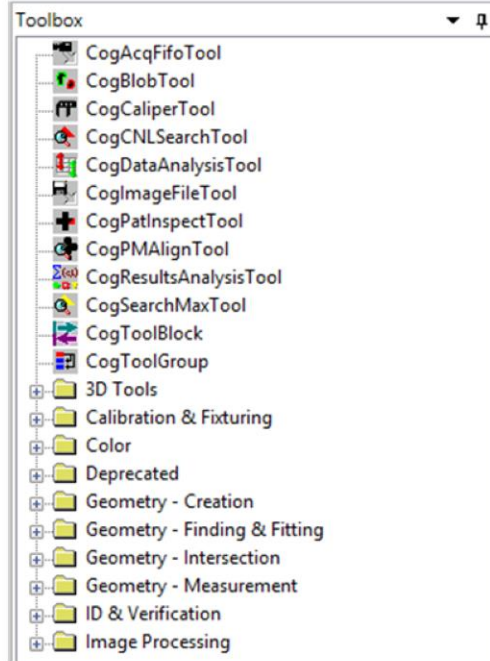 Toolbox
CogAcqFifoTool
CogBlobTool
CogCaliperTool
CogCNLSearchTool
CogDataAnalysisTool
CogImageFileTool
CogPatInspectTool
CogPMAlignTool
CogResultsAnalysisTool
CogSearchMaxTool
CogToolBlock
CogToolGroup
3D Tools
Calibration & Fixturing
Color
Deprecated
Geometry - Creation
Geometry - Finding & Fitting
Geometry - Intersection
Geometry - Measurement
ID & Verification
Image Processing